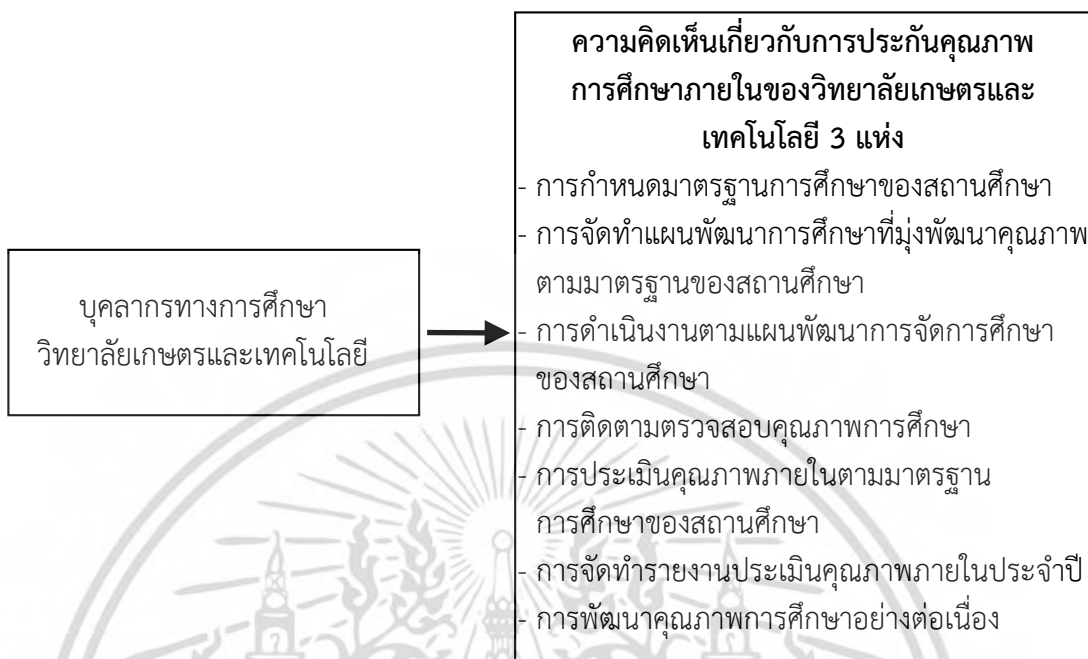 ความคิดเห็นเกี่ยวกับการประกันคุณภาพ
การศึกษาภายในของวิทยาลัยเกษตรและ
เทคโนโลยี 3 แห่ง
- การกำหนดมาตรฐานการศึกษาของสถานศึกษา
- การจัดทำแผนพัฒนาการศึกษาที่มุ่งพัฒนาคุณภาพ
ตามมาตรฐานของสถานศึกษา
- การดำเนินงานตามแผนพัฒนาการจัดการศึกษา
ของสถานศึกษา
- การติดตามตรวจสอบคุณภาพการศึกษา
- การประเมินคุณภาพภายในตามมาตรฐาน
การศึกษาของสถานศึกษา
- การจัดทำรายงานประเมินคุณภาพภายในประจำปี
- การพัฒนาคุณภาพการศึกษาอย่างต่อเนื่อง
บุคลากรทางการศึกษา
วิทยาลัยเกษตรและเทคโนโลยี